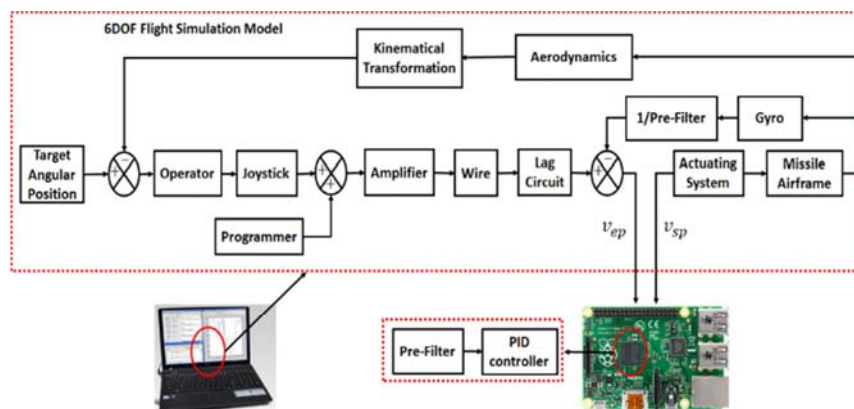 6DOF Flight Simulation Model
Kinematical
Transformation
Aerodynamics
1/Pre-Filter
Gyro
Target
Angular
Position
−
+
Operator
Joystick
+
+
Amplifier
Wire
Lag
Circuit
−
+
Actuating
System
Missile
Airframe
Programmer
v_ep
v_sp
Pre-Filter
PID
controller